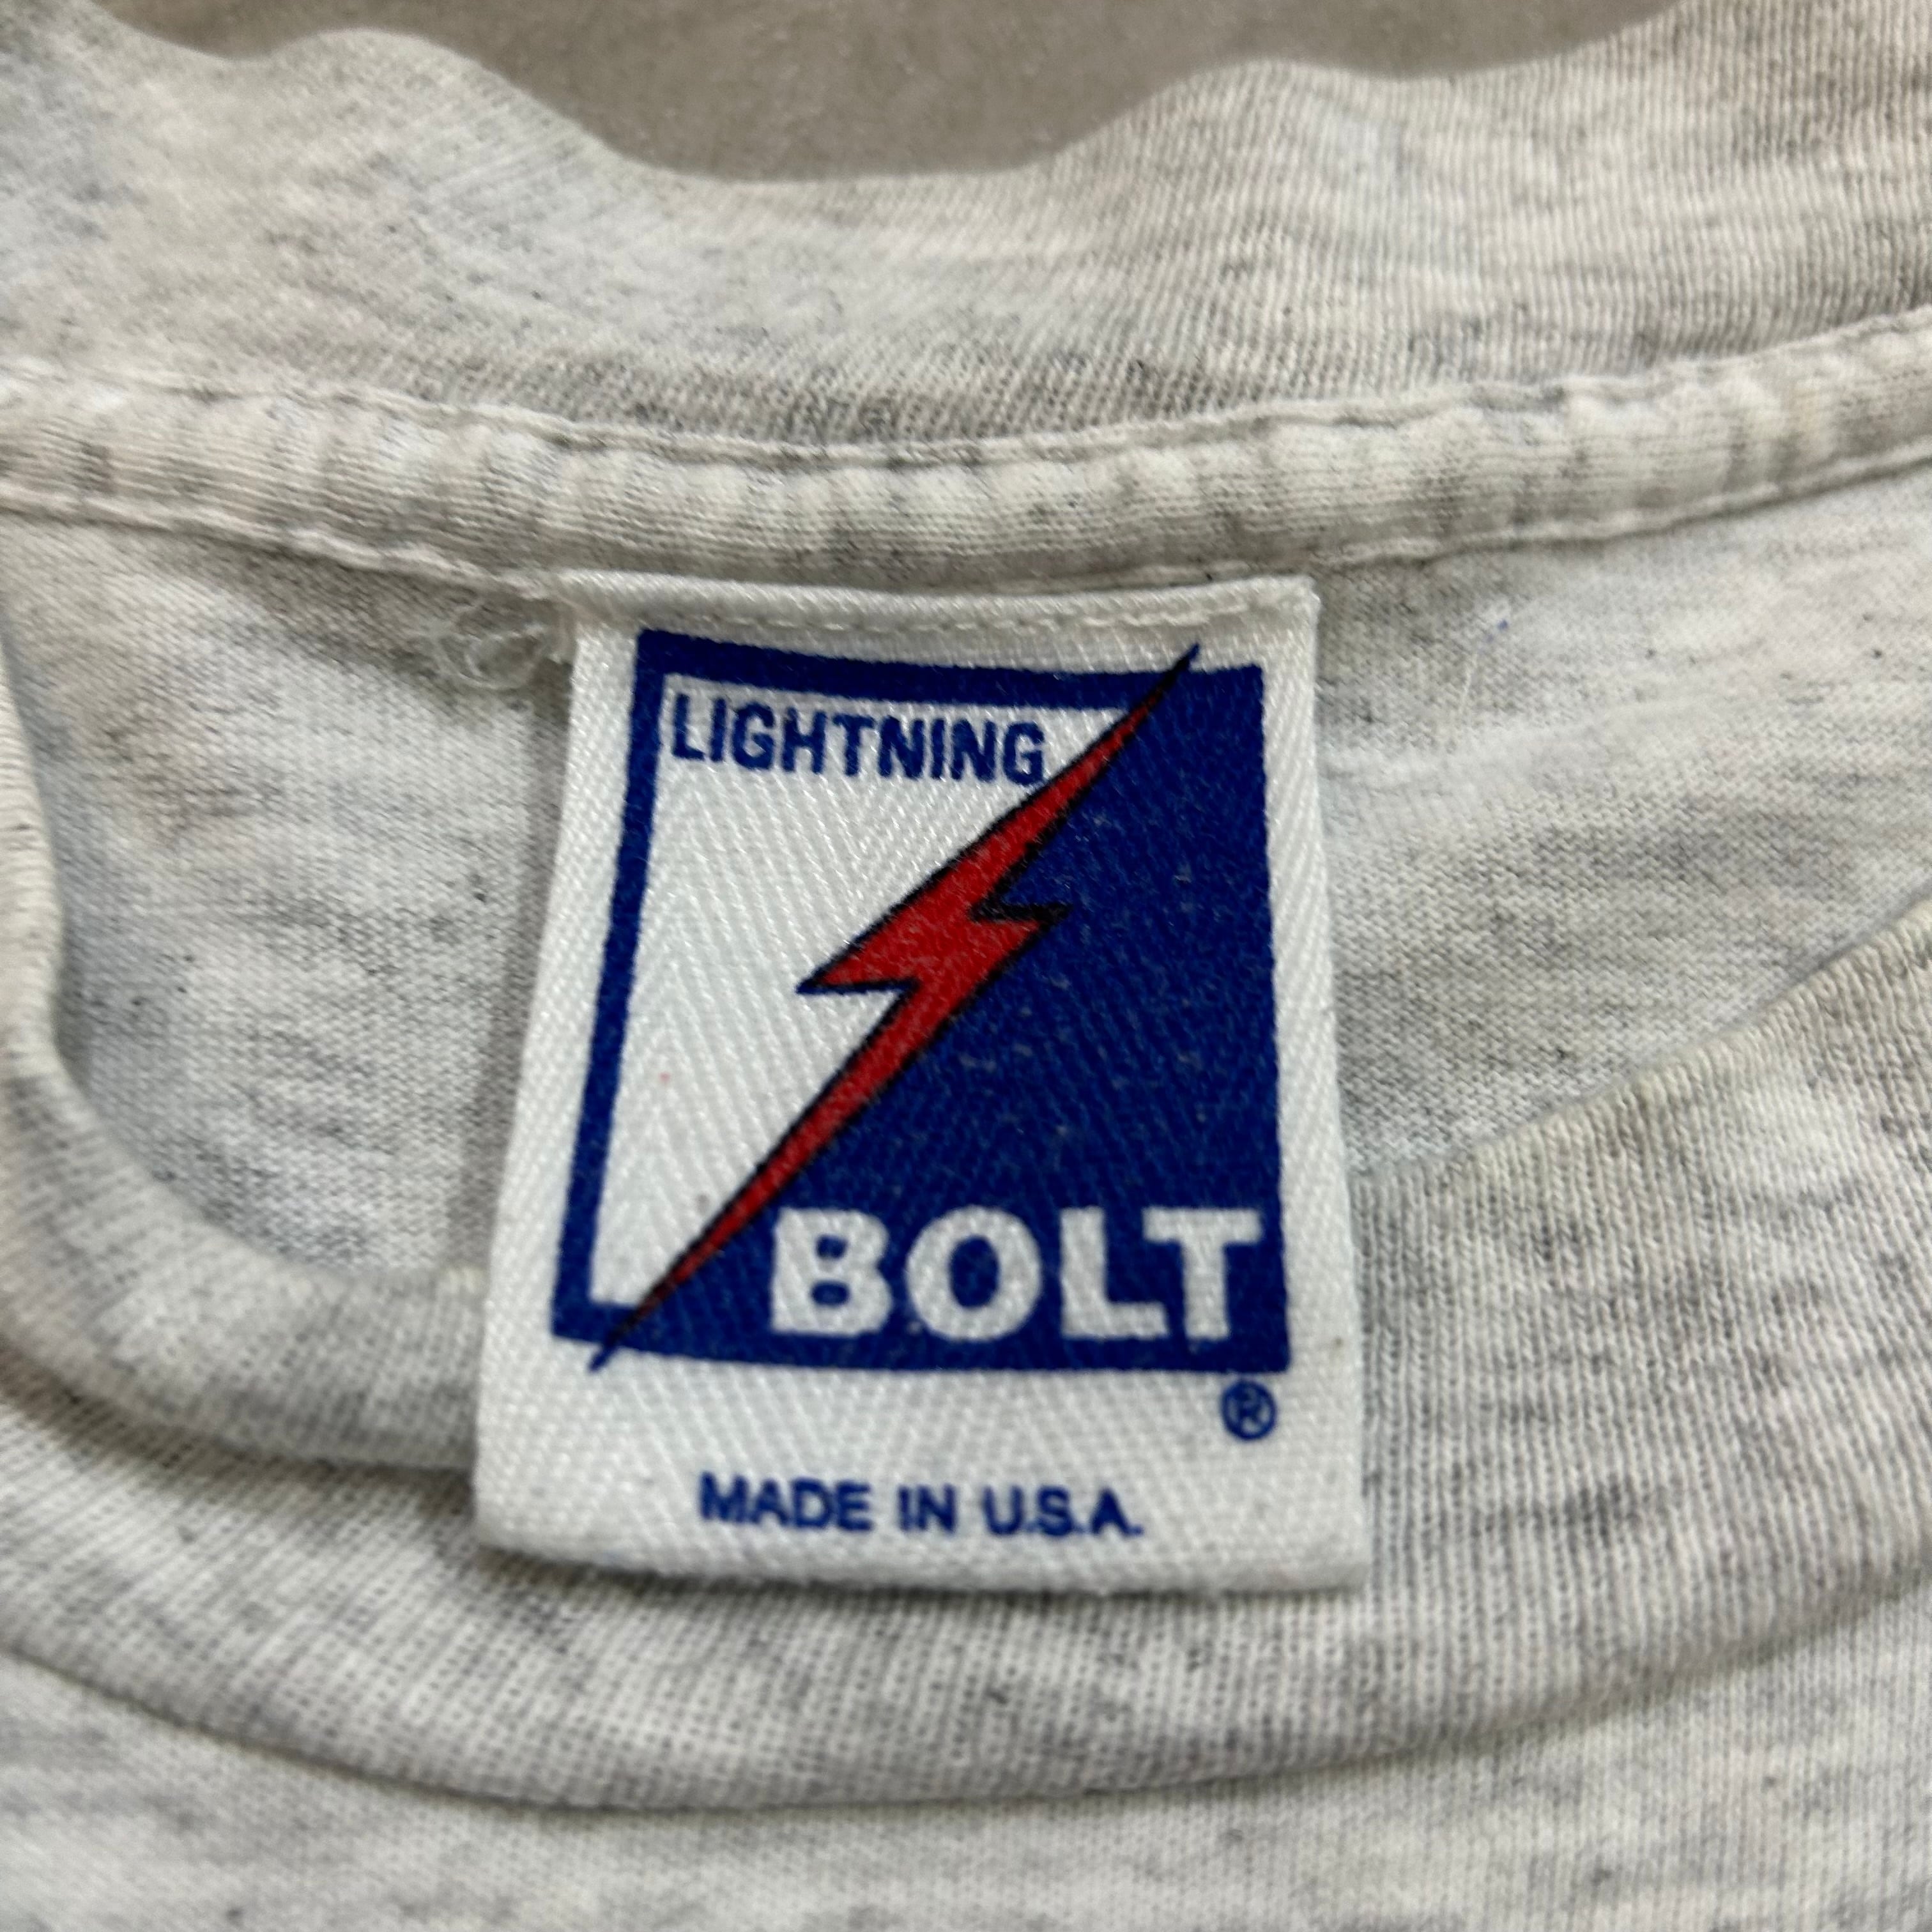 LIGHTNING
BOLT
®
MADE IN U.S.A.